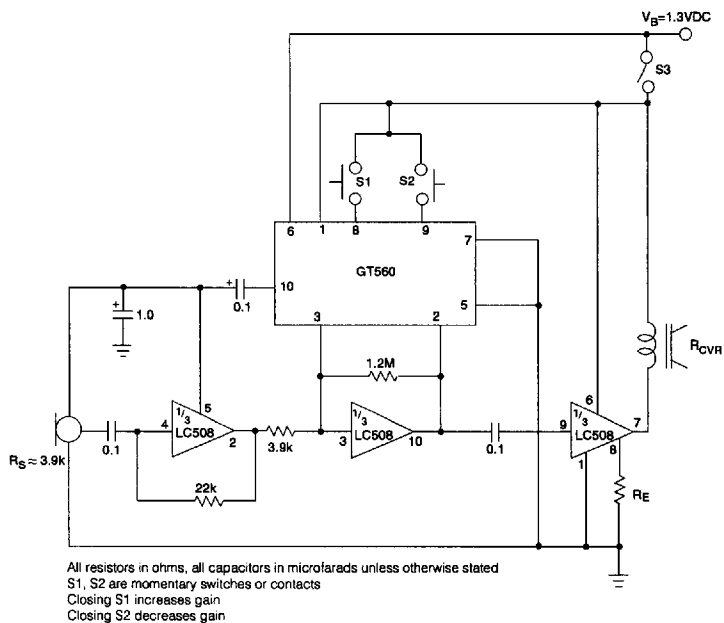 V_B=1.3VDC
S3
S1
S2
6
1
8
9
7
GT560
10
5
3
2
+
0.1
+
1.0
1.2M
R_CVR
1/3
5
4
LC508
2
0.1
3.9k
1/3
3
LC508
10
0.1
6
1/3
9
LC508
7
1
8
R_S ≈ 3.9k
22k
R_E
All resistors in ohms, all capacitors in microfarads unless otherwise stated
S1, S2 are momentary switches or contacts
Closing S1 increases gain
Closing S2 decreases gain